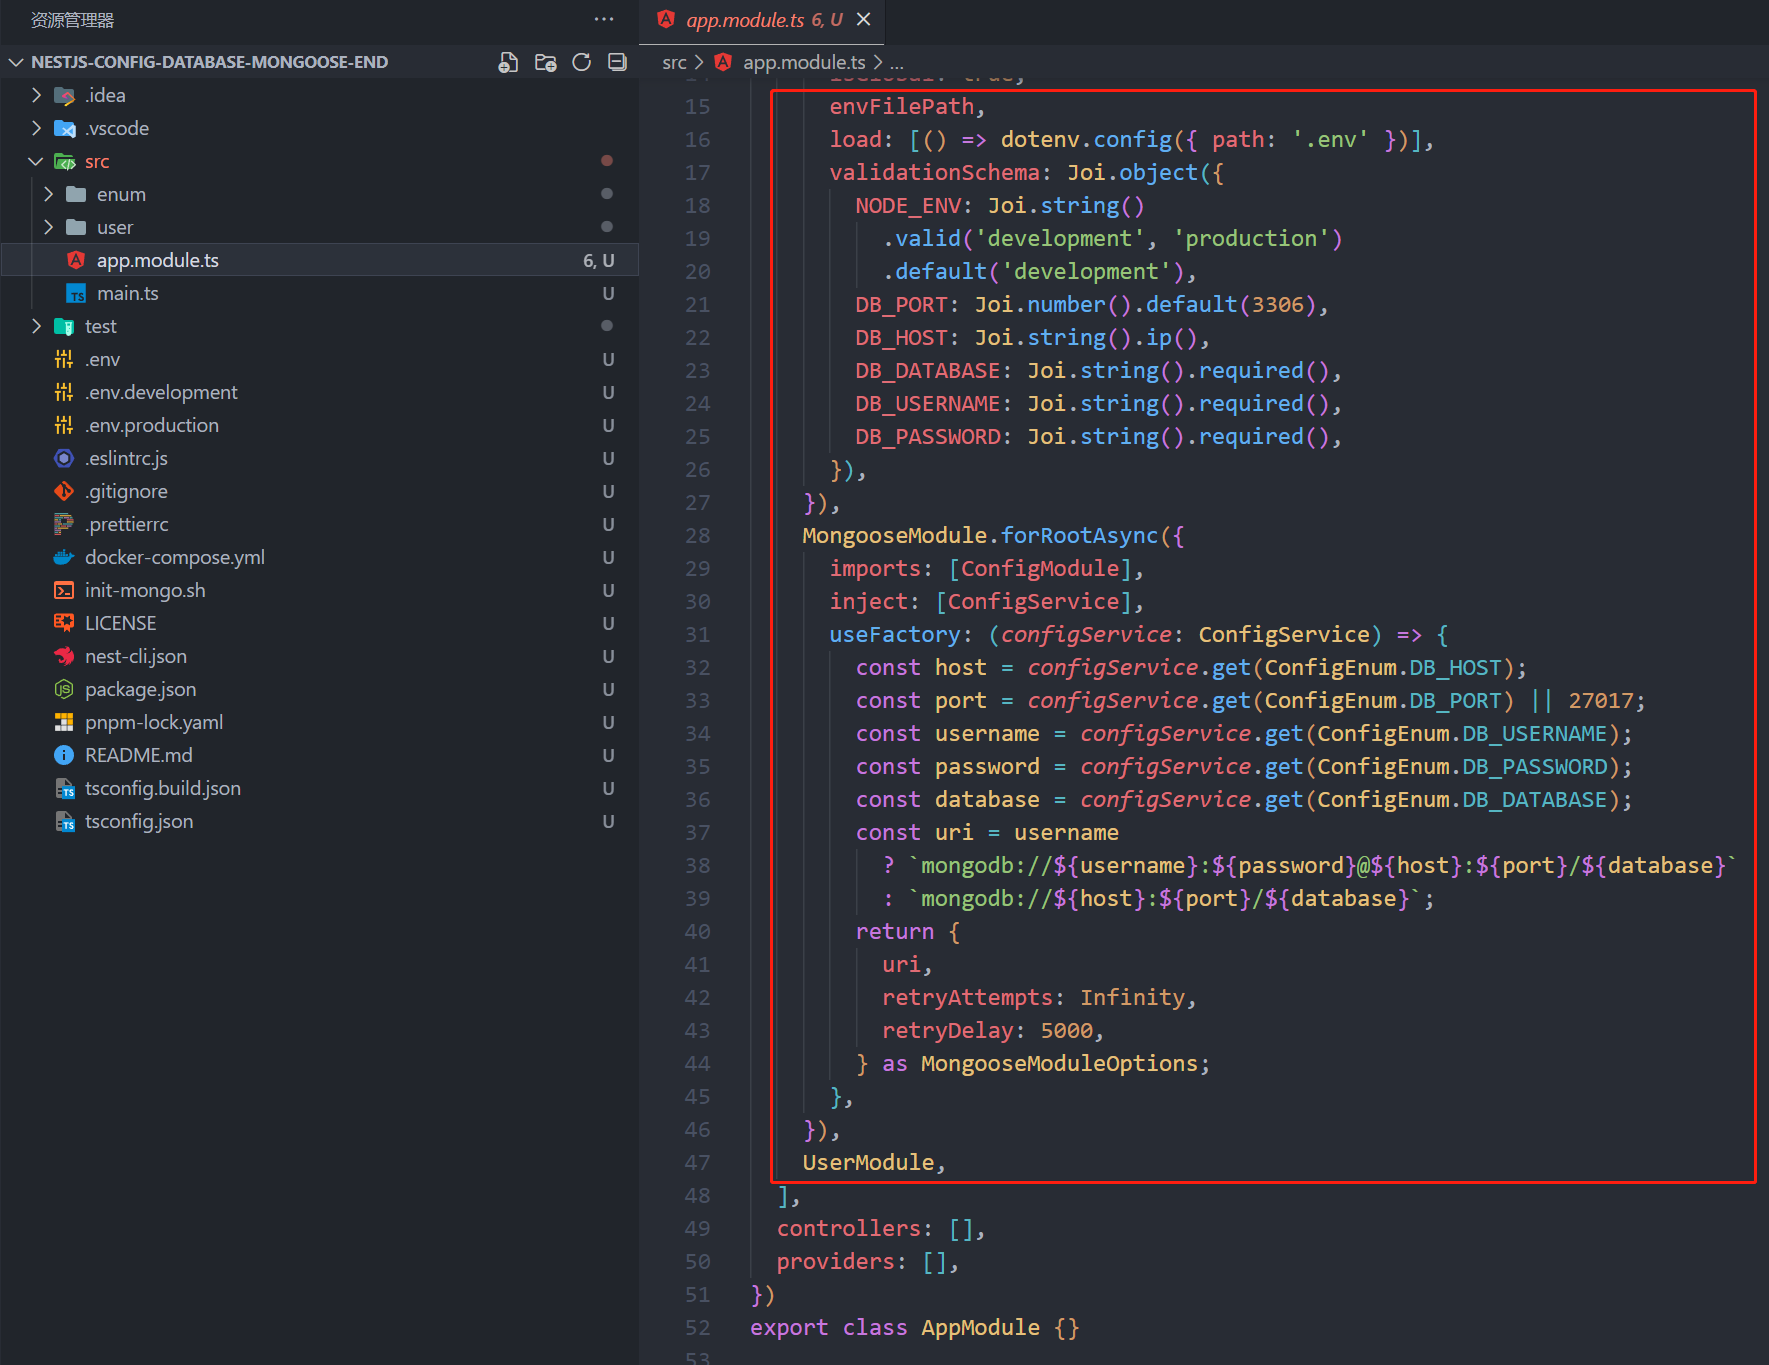 资源管理器
NESTJS-CONFIG-DATABASE-MONGOOSE-END
.idea
.vscode
src
enum
user
app.module.ts 6, U
main.ts U
test
.env U
.env.development U
.env.production U
.eslintrc.js U
.gitignore U
.prettierrc U
docker-compose.yml U
init-mongo.sh U
LICENSE U
nest-cli.json U
package.json U
pnpm-lock.yaml U
README.md U
tsconfig.build.json U
tsconfig.json U
app.module.ts 6, U
src > app.module.ts > ...
14 isGlobal: true,
15 envFilePath,
16 load: [() => dotenv.config({ path: '.env' })],
17 validationSchema: Joi.object({
18 NODE_ENV: Joi.string()
19 .valid('development', 'production')
20 .default('development'),
21 DB_PORT: Joi.number().default(3306),
22 DB_HOST: Joi.string().ip(),
23 DB_DATABASE: Joi.string().required(),
24 DB_USERNAME: Joi.string().required(),
25 DB_PASSWORD: Joi.string().required(),
26 }),
27 }),
28 MongooseModule.forRootAsync({
29 imports: [ConfigModule],
30 inject: [ConfigService],
31 useFactory: (configService: ConfigService) => {
32 const host = configService.get(ConfigEnum.DB_HOST);
33 const port = configService.get(ConfigEnum.DB_PORT) || 27017;
34 const username = configService.get(ConfigEnum.DB_USERNAME);
35 const password = configService.get(ConfigEnum.DB_PASSWORD);
36 const database = configService.get(ConfigEnum.DB_DATABASE);
37 const uri = username
38 ? `mongodb://${username}:${password}@${host}:${port}/${database}`
39 : `mongodb://${host}:${port}/${database}`;
40 return {
41 uri,
42 retryAttempts: Infinity,
43 retryDelay: 5000,
44 } as MongooseModuleOptions;
45 },
46 }),
47 UserModule,
48 ],
49 controllers: [],
50 providers: [],
51 })
52 export class AppModule {}
53